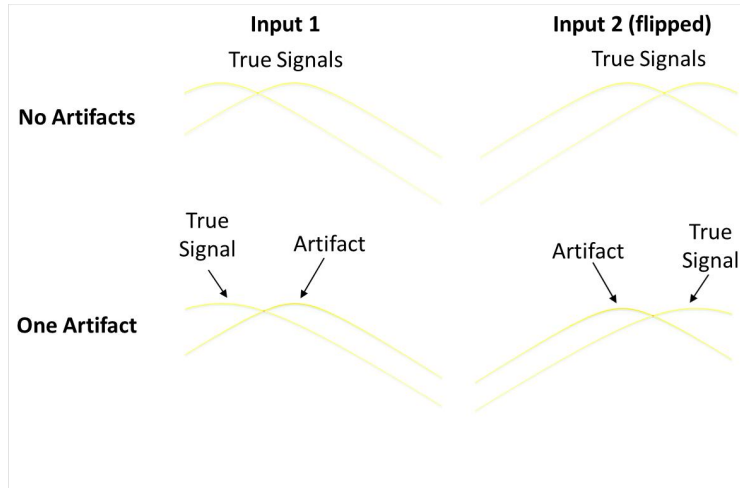 Input 1
Input 2 (flipped)
True Signals
True Signals
No Artifacts
True
Signal
Artifact
Artifact
True
Signal
One Artifact